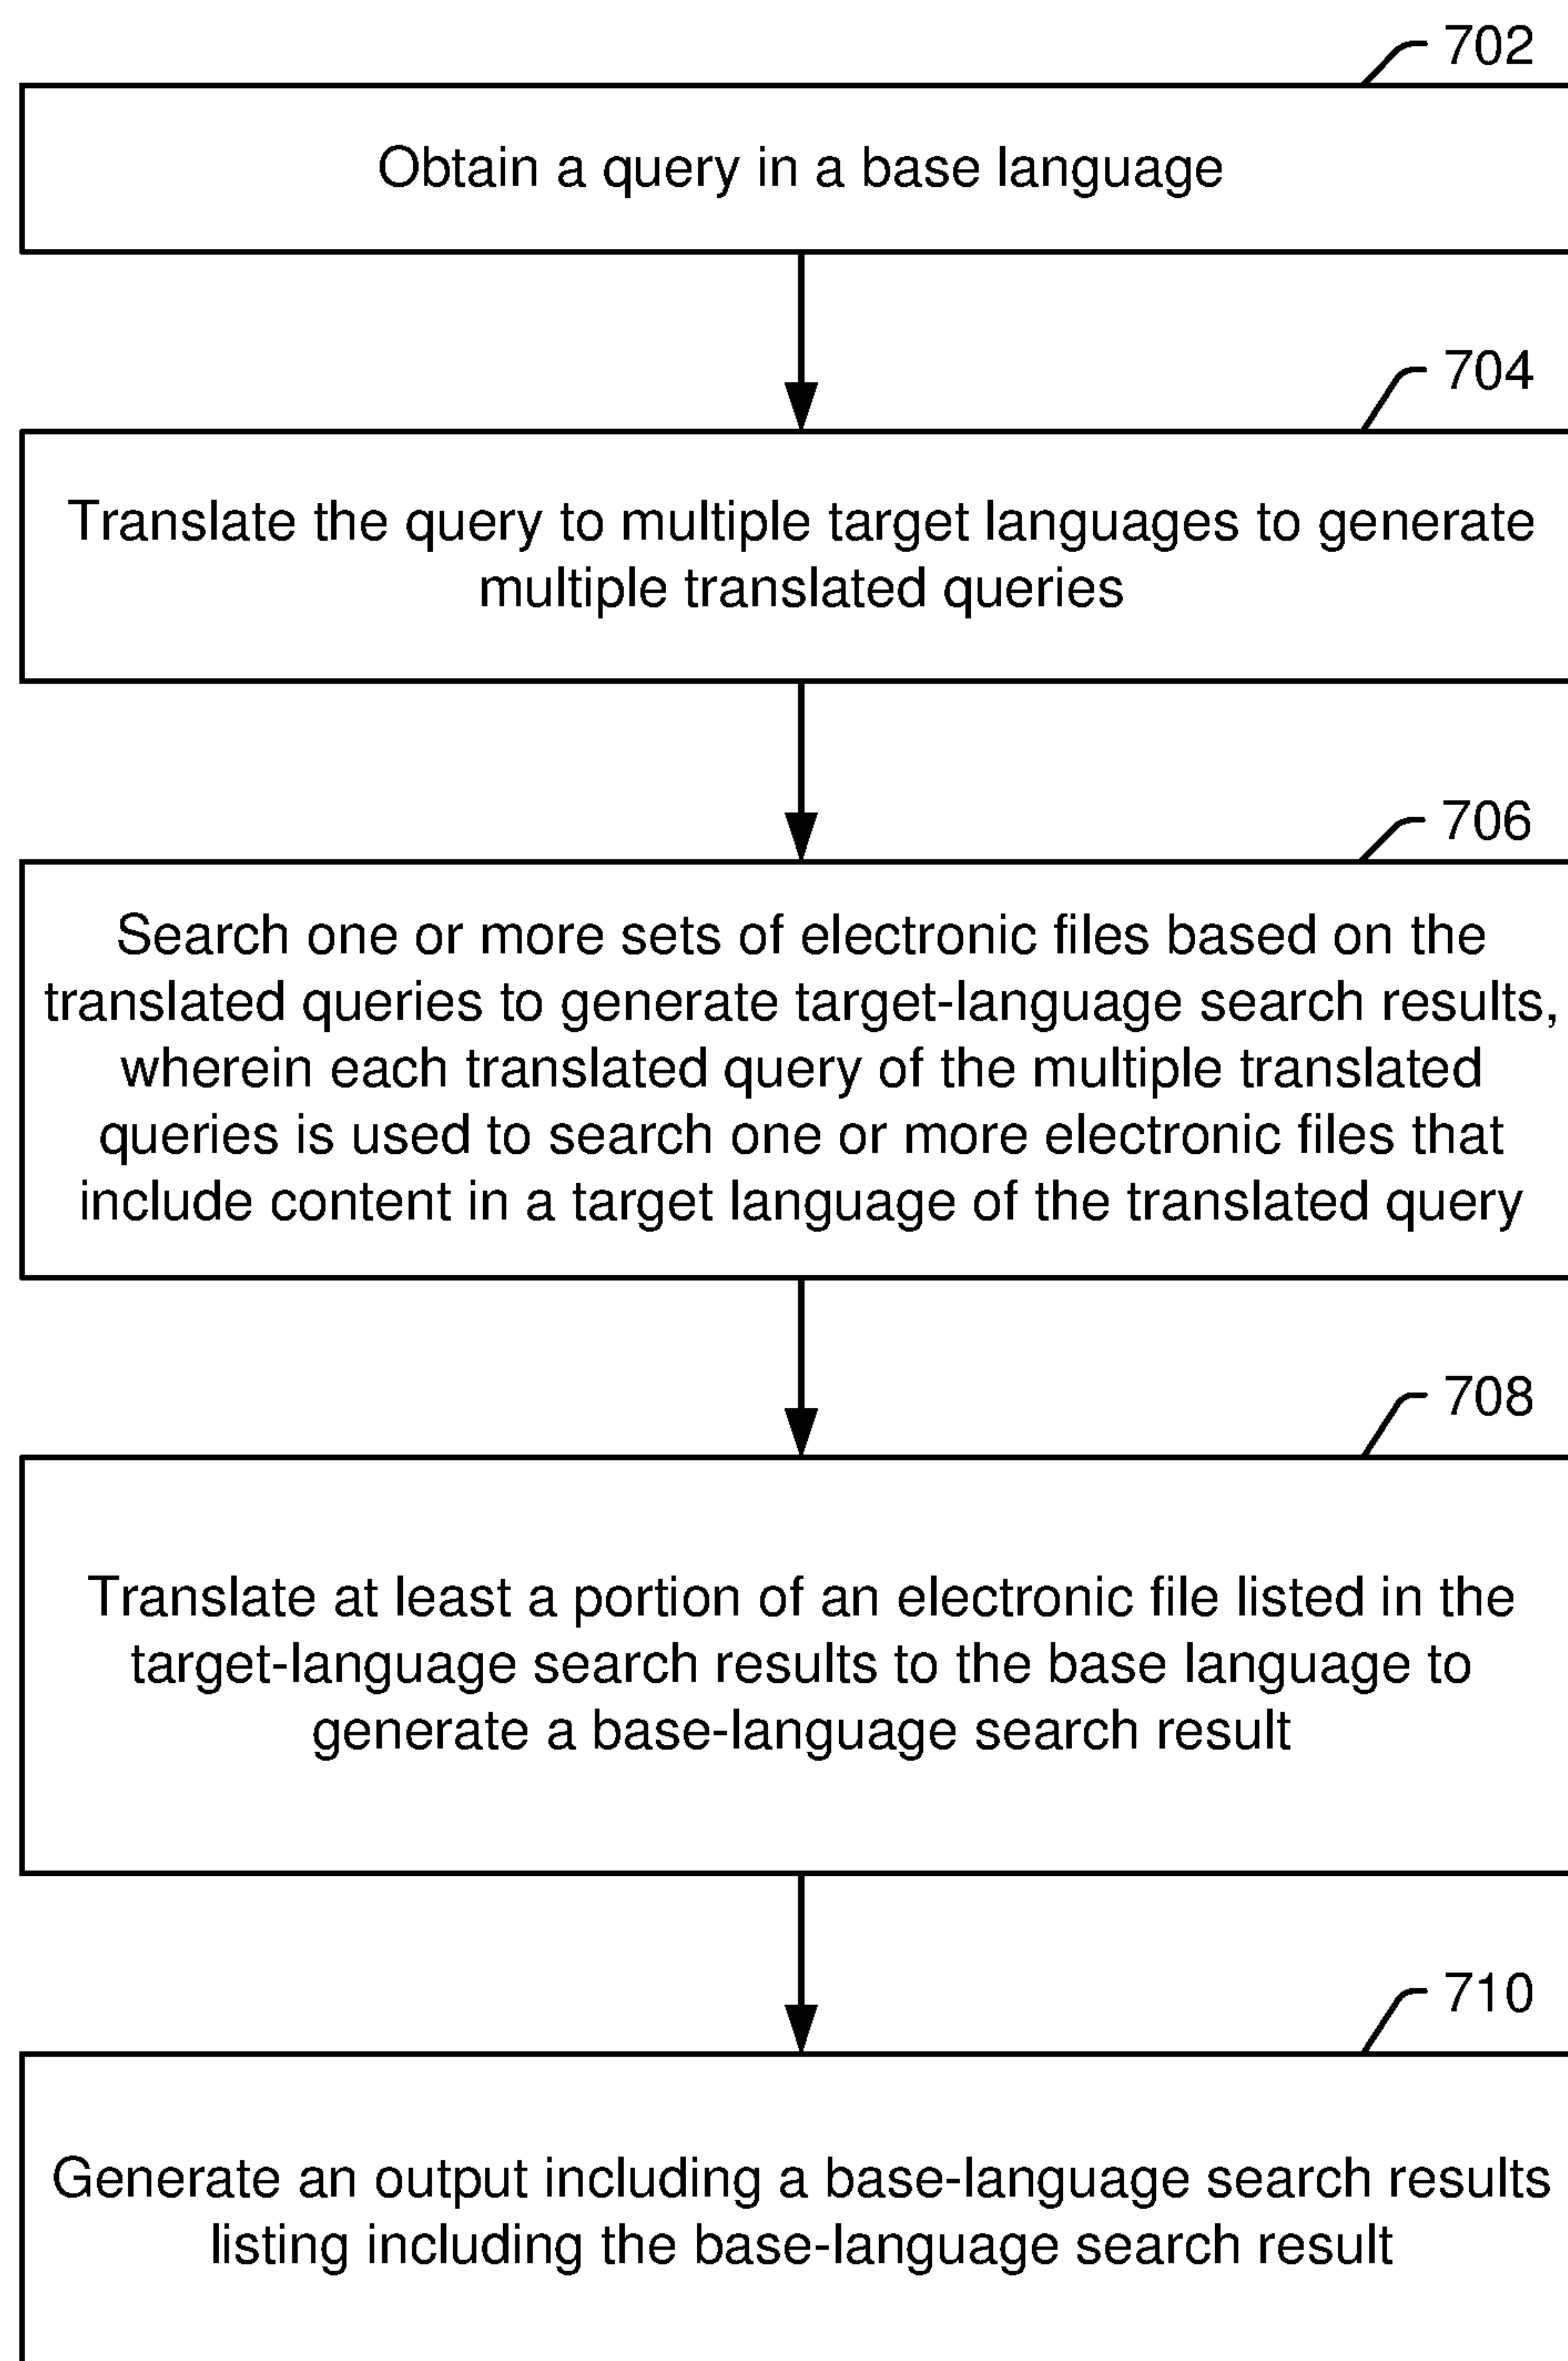 702
Obtain a query in a base language
704
Translate the query to multiple target languages to generate
multiple translated queries
706
Search one or more sets of electronic files based on the
translated queries to generate target-language search results,
wherein each translated query of the multiple translated
queries is used to search one or more electronic files that
include content in a target language of the translated query
708
Translate at least a portion of an electronic file listed in the
target-language search results to the base language to
generate a base-language search result
710
Generate an output including a base-language search results
listing including the base-language search result